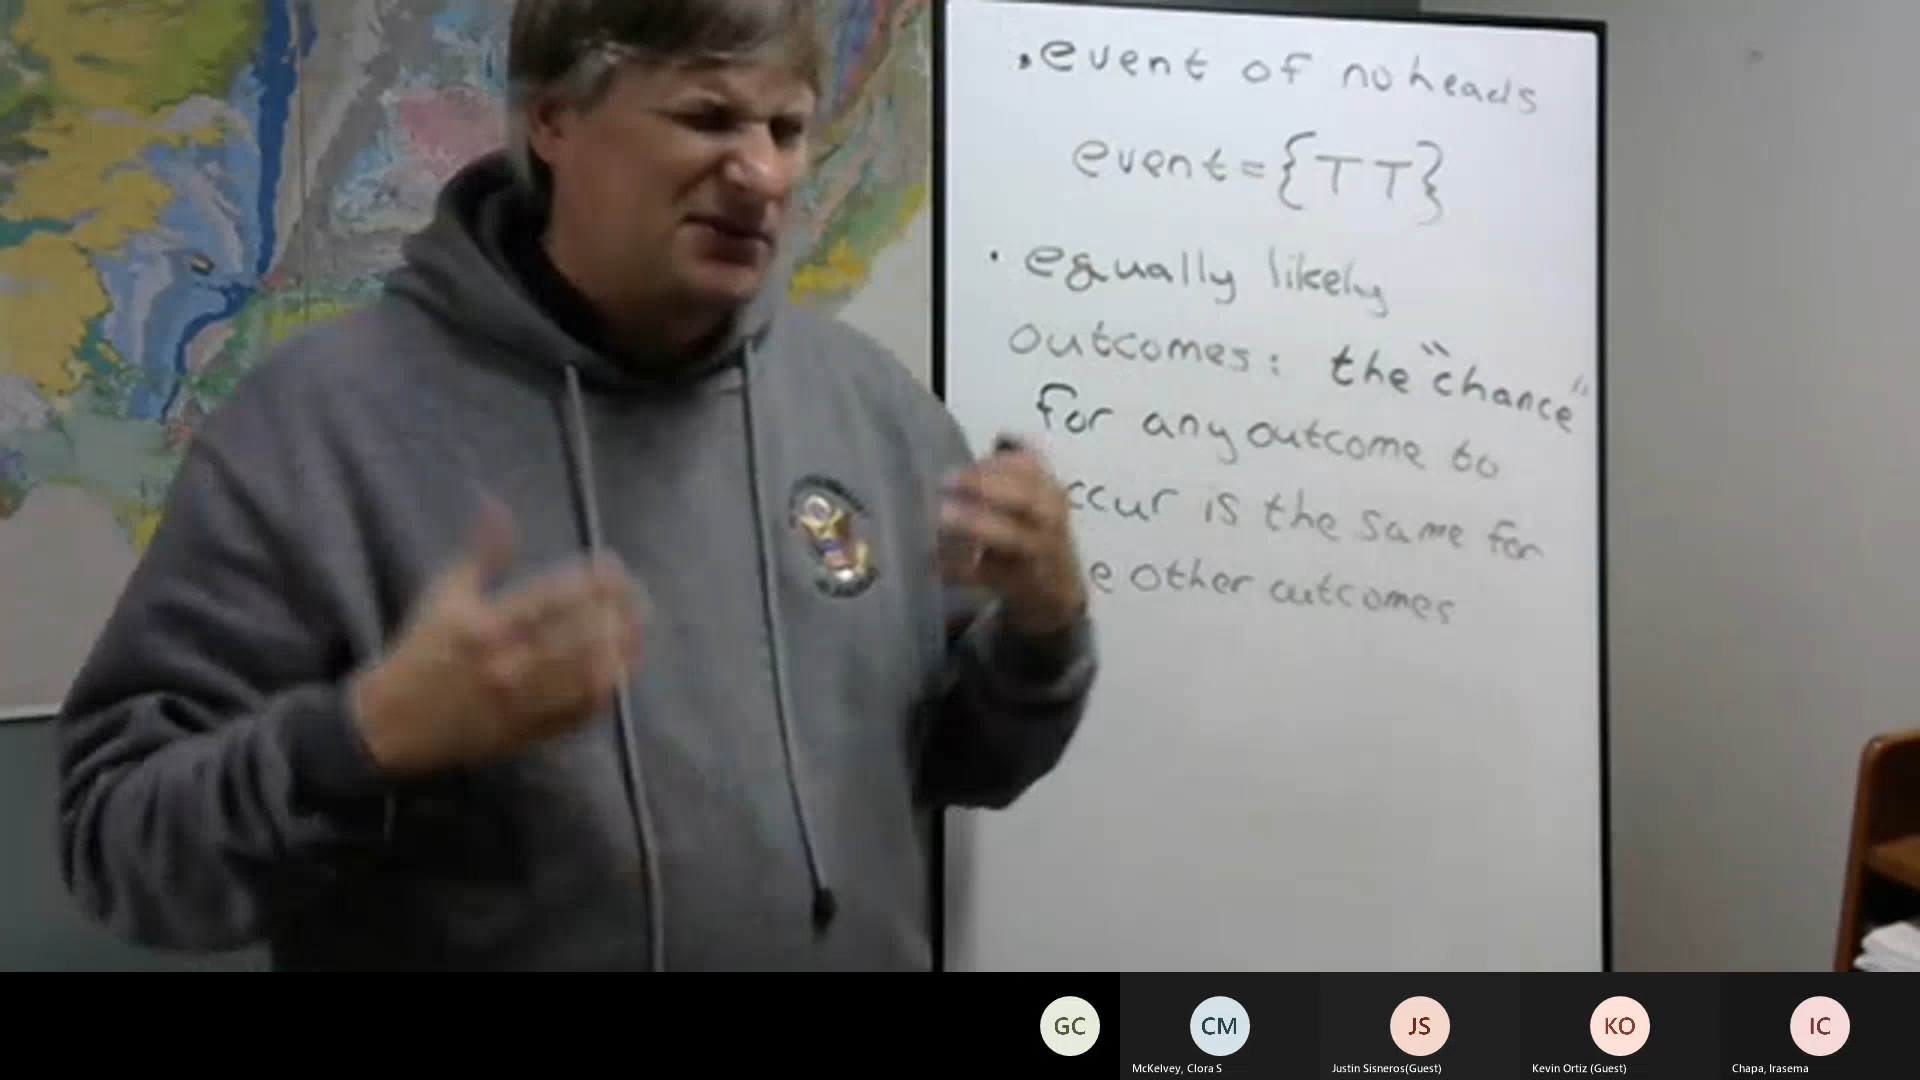 . event of no heads
event = {TT}
. equally likely
outcomes: the "chance"
for any outcome to
ccur is the same for
e other outcomes
GC
CM
JS
KO
IC
McKelvey, Clora S
Justin Sisneros(Guest)
Kevin Ortiz (Guest)
Chapa, Irasema